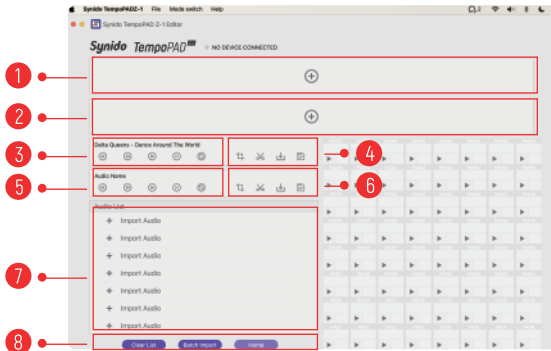 Synido TempoPADZ-1 File Mode switch Help
Synido TempoPAD Z-1 Editor
Synido TempoPAD Z1 NO DEVICE CONNECTED
1
2
Delta Queens - Dance Around The World
3
4
Audio Name
5
6
Audio List
Import Audio
Import Audio
Import Audio
Import Audio
7
Import Audio
Import Audio
Import Audio
8
Clear List Batch Import